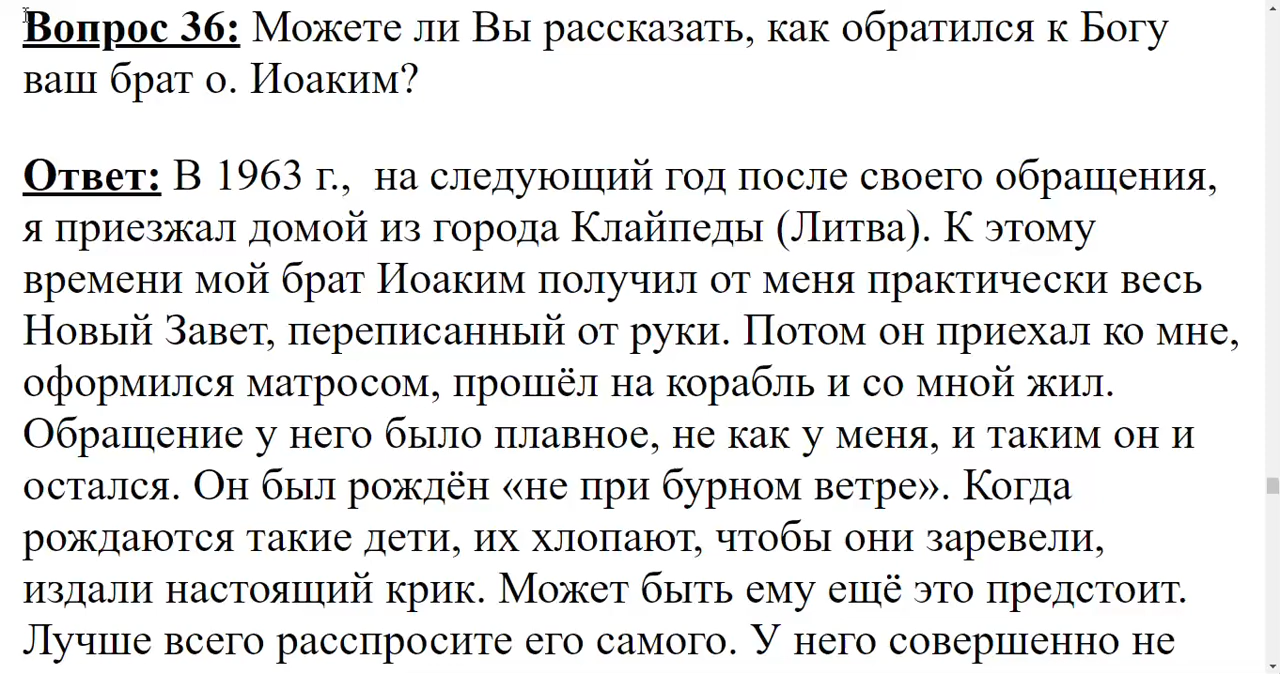 Вопрос 36: Можете ли Вы рассказать, как обратился к Богу
ваш брат о. Иоаким?
Ответ: В 1963 г.,  на следующий год после своего обращения,
я приезжал домой из города Клайпеды (Литва). К этому
времени мой брат Иоаким получил от меня практически весь
Новый Завет, переписанный от руки. Потом он приехал ко мне,
оформился матросом, прошёл на корабль и со мной жил.
Обращение у него было плавное, не как у меня, и таким он и
остался. Он был рождён «не при бурном ветре». Когда
рождаются такие дети, их хлопают, чтобы они заревели,
издали настоящий крик. Может быть ему ещё это предстоит.
Лучше всего расспросите его самого. У него совершенно не